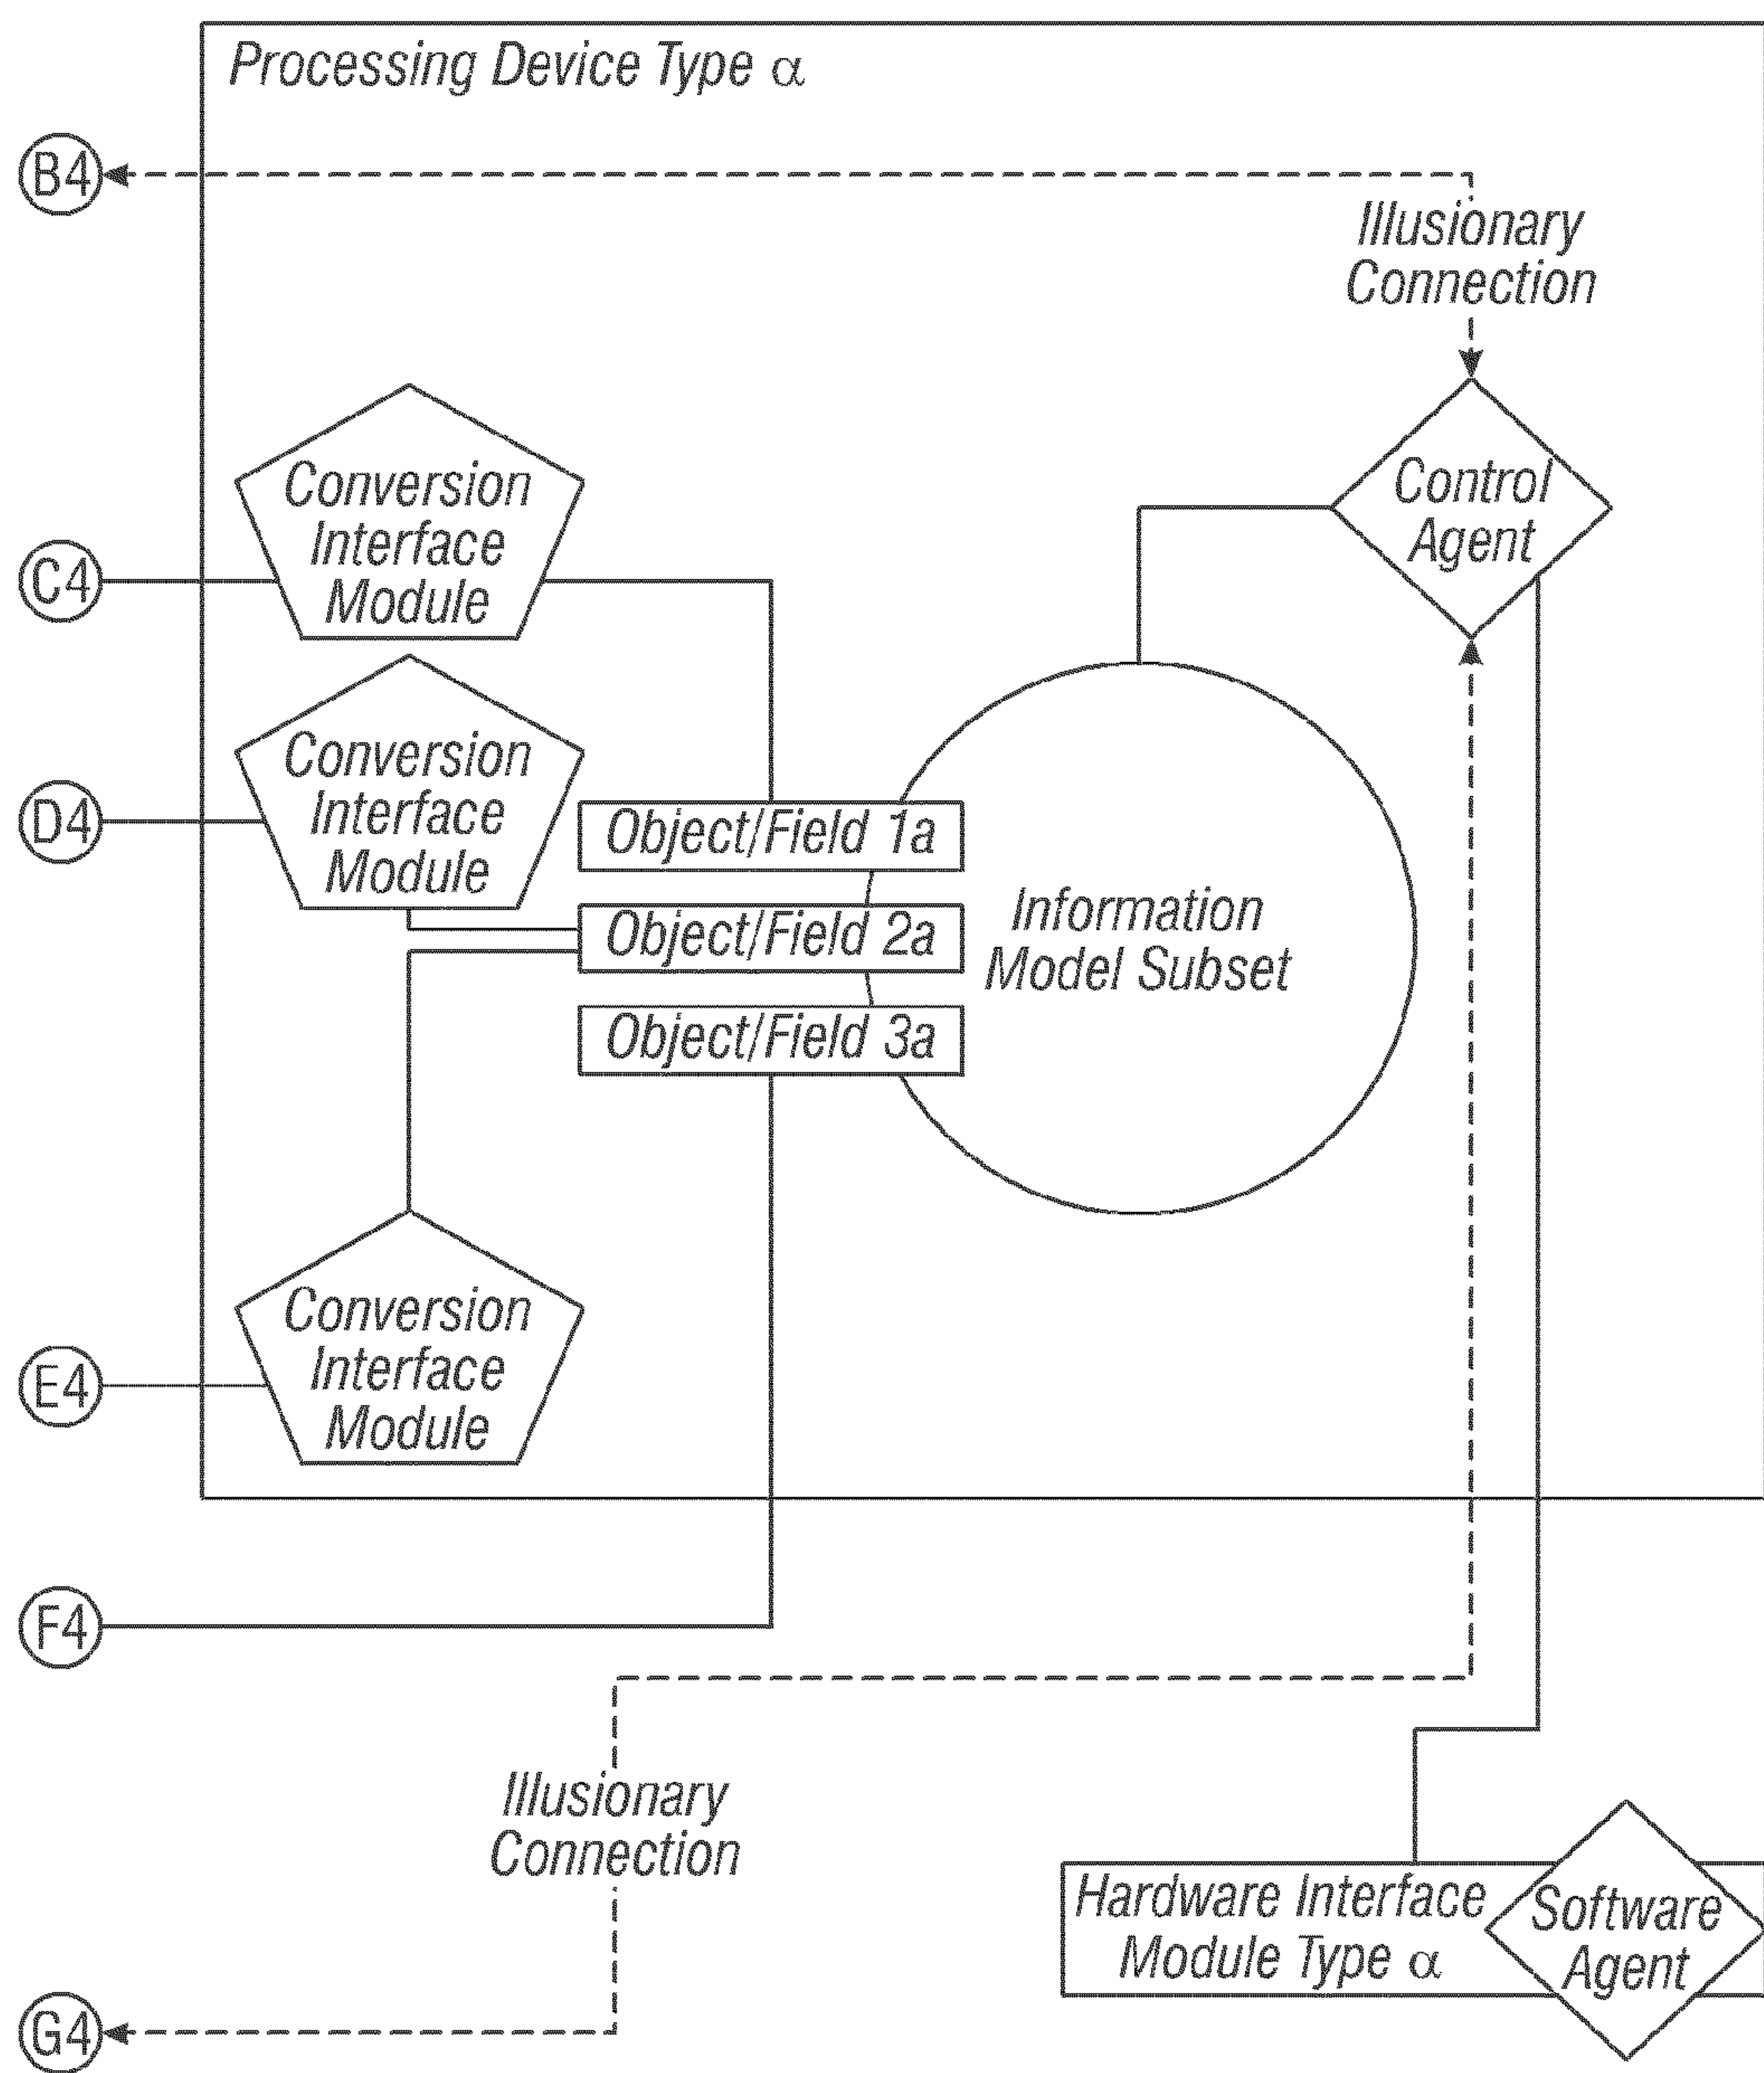 Processing Device Type α
B4
Illusionary
Connection
Conversion
Interface
Module
Control
Agent
C4
Conversion
Interface
Module
D4
Object/Field 1a
Object/Field 2a
Object/Field 3a
Information
Model Subset
Conversion
Interface
Module
E4
F4
Illusionary
Connection
Hardware Interface
Module Type α
Software
Agent
G4